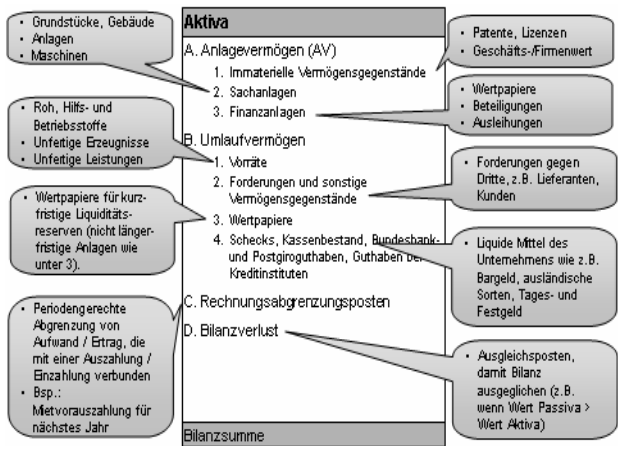 • Grundstücke, Gebäude
• Anlagen
• Maschinen
• Roh, Hilfs- und
Betriebsstoffe
• Unfertige Erzeugnisse
• Unfertige Leistungen
• Wertpapiere für kurz-
fristige Liquiditäts-
reserven (nicht länger-
fristige Anlagen wie
unter 3).
• Periodengerechte
Abgrenzung von
Aufwand / Ertrag, die
mit einer Auszahlung /
Einzahlung verbunden
• Bsp.:
Mietvorauszahlung für
nächstes Jahr
Aktiva
A. Anlagevermögen (AV)
1. Immaterielle Vermögensgegenstände
2. Sachanlagen
3. Finanzanlagen
B. Umlaufvermögen
1. Vorräte
2. Forderungen und sonstige
Vermögensgegenstände
3. Wertpapiere
4. Schecks, Kassenbestand, Bundesbank-
und Postgiroguthaben, Guthaben bei
Kreditinstituten
C. Rechnungsabgrenzungsposten
D. Bilanzverlust
Bilanzsumme
• Patente, Lizenzen
• Geschäfts-/Firmenwert
• Wertpapiere
• Beteiligungen
• Ausleihungen
• Forderungen gegen
Dritte, z.B. Lieferanten,
Kunden
• Liquide Mittel des
Unternehmens wie z.B.
Bargeld, ausländische
Sorten, Tages- und
Festgeld
• Ausgleichsposten,
damit Bilanz
ausgeglichen (z.B.
wenn Wert Passiva >
Wert Aktiva)